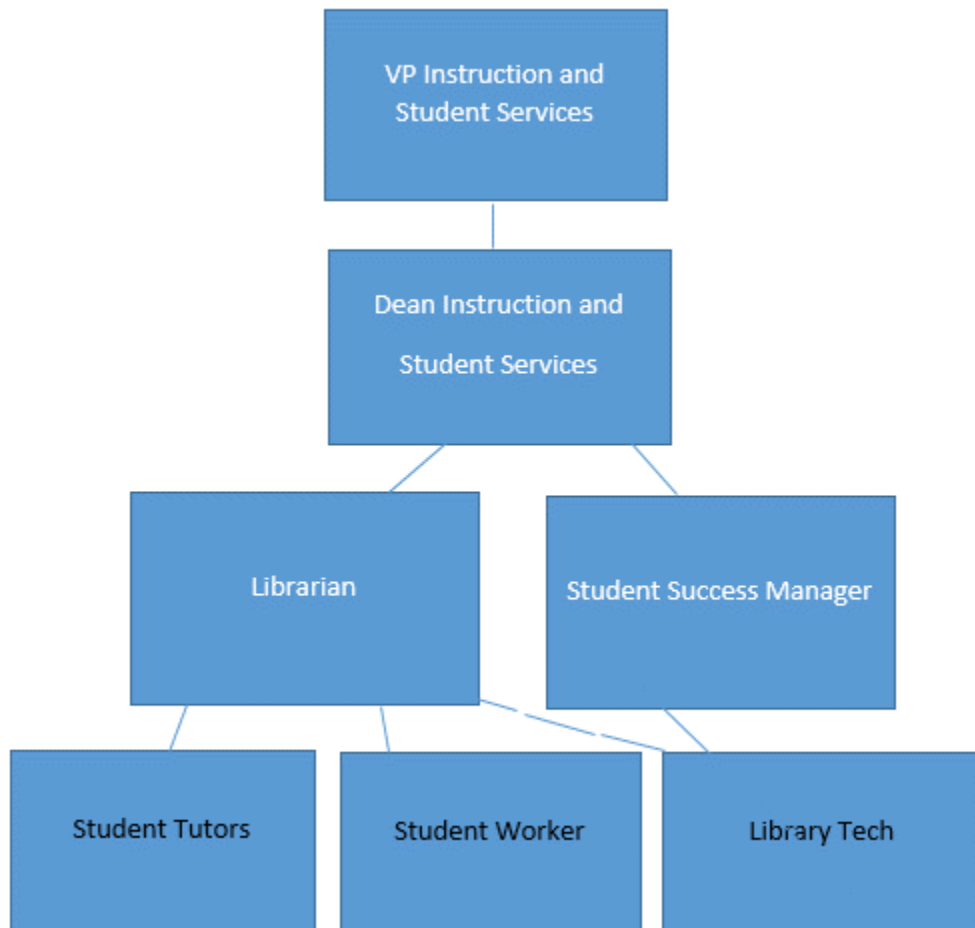 VP Instruction and
Student Services
Dean Instruction and
Student Services
Librarian
Student Success Manager
Student Tutors
Student Worker
Library Tech